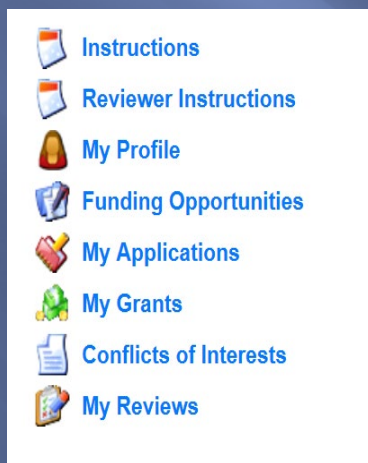 Instructions
Reviewer Instructions
My Profile
Funding Opportunities
My Applications
My Grants
Conflicts of Interests
My Reviews